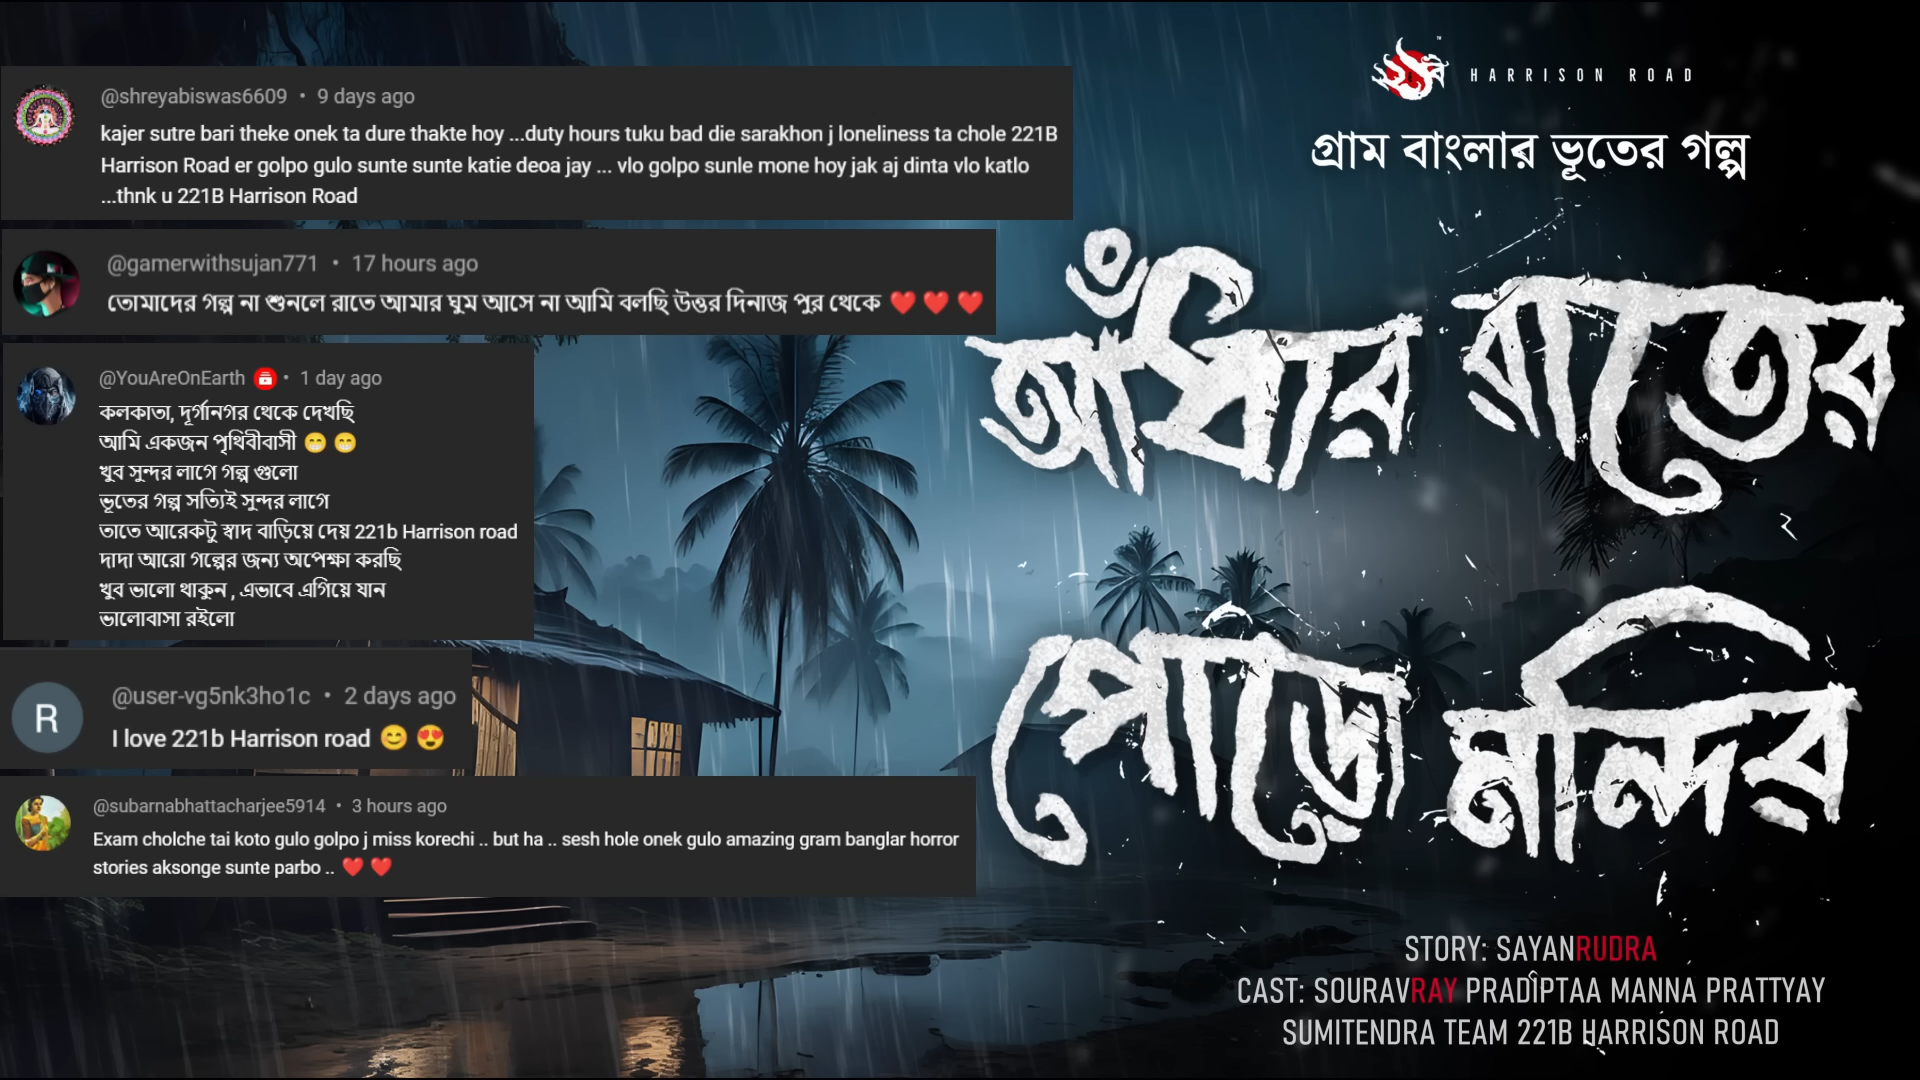 @shreyabiswas6609 • 9 days ago
kajer sutre bari theke onek ta dure thakte hoy ...duty hours tuku bad die sarakhon j loneliness ta chole 221B
Harrison Road er golpo gulo sunte sunte katie deoa jay ... vlo golpo sunle mone hoy jak aj dinta vlo katlo
...thnk u 221B Harrison Road
@gamerwithsujan771 • 17 hours ago
তোমাদের গল্প না শুনলে রাতে আমার ঘুম আসে না আমি বলছি উত্তর দিনাজ পুর থেকে ❤️ ❤️ ❤️
@YouAreOnEarth • 1 day ago
কলকাতা, দূর্গানগর থেকে দেখছি
আমি একজন পৃথিবীবাসী 😁 😁
খুব সুন্দর লাগে গল্প গুলো
ভূতের গল্প সত্যিই সুন্দর লাগে
তাতে আরেকটু স্বাদ বাড়িয়ে দেয় 221b Harrison road
দাদা আরো গল্পের জন্য অপেক্ষা করছি
খুব ভালো থাকুন , এভাবে এগিয়ে যান
ভালোবাসা রইলো
R
@user-vg5nk3ho1c • 2 days ago
I love 221b Harrison road 😊 😍
@subarnabhattacharjee5914 • 3 hours ago
Exam cholche tai koto gulo golpo j miss korechi .. but ha .. sesh hole onek gulo amazing gram banglar horror
stories aksonge sunte parbo .. ❤️ ❤️
২২১বি ™ HARRISON ROAD
গ্রাম বাংলার ভূতের গল্প
আঁধার রাতের
পোড়ো মন্দির
STORY: SAYANRUDRA
CAST: SOURAVRAY PRADIPTAA MANNA PRATTYAY
SUMITENDRA TEAM 221B HARRISON ROAD